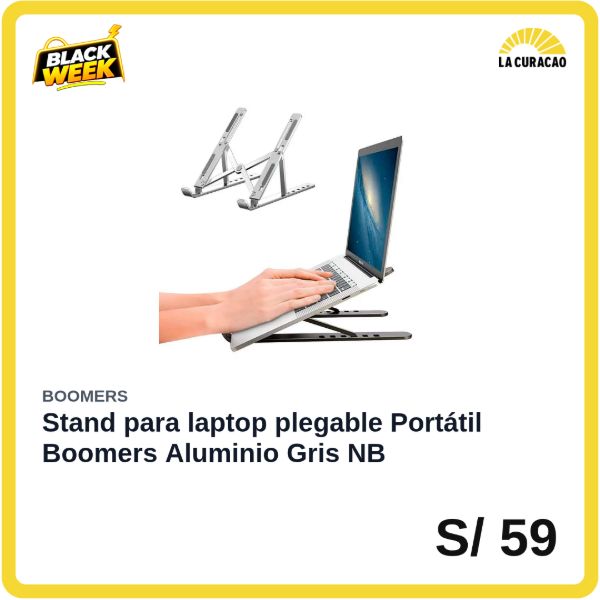 BLACK
WEEK
LA CURACAO
BOOMERS
Stand para laptop plegable Portátil
Boomers Aluminio Gris NB
S/ 59